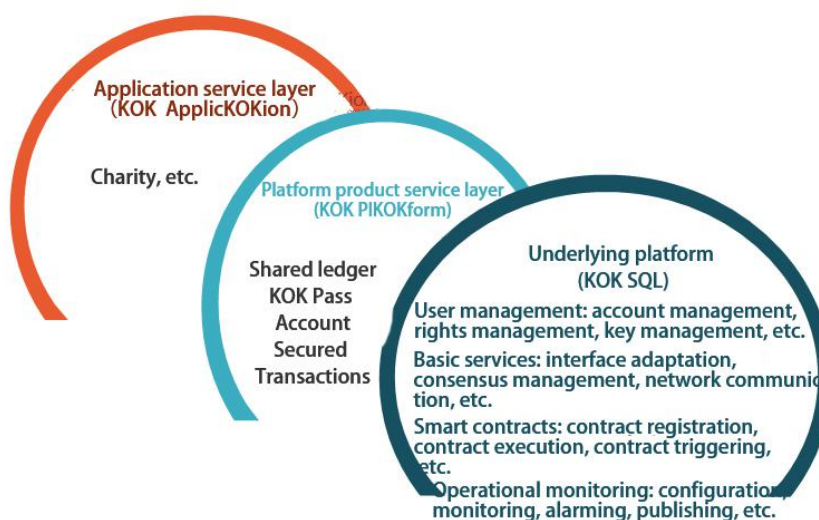 Application service layer
(KOK ApplicKOKion)
Charity, etc.
Platform product service layer
(KOK PlKOKform)
Shared ledger
KOK Pass
Account
Secured
Transactions
Underlying platform
(KOK SQL)
User management: account management,
rights management, key management, etc.
Basic services: interface adaptation,
consensus management, network communic
tion, etc.
Smart contracts: contract registration,
contract execution, contract triggering,
etc.
Operational monitoring: configuration,
monitoring, alarming, publishing, etc.